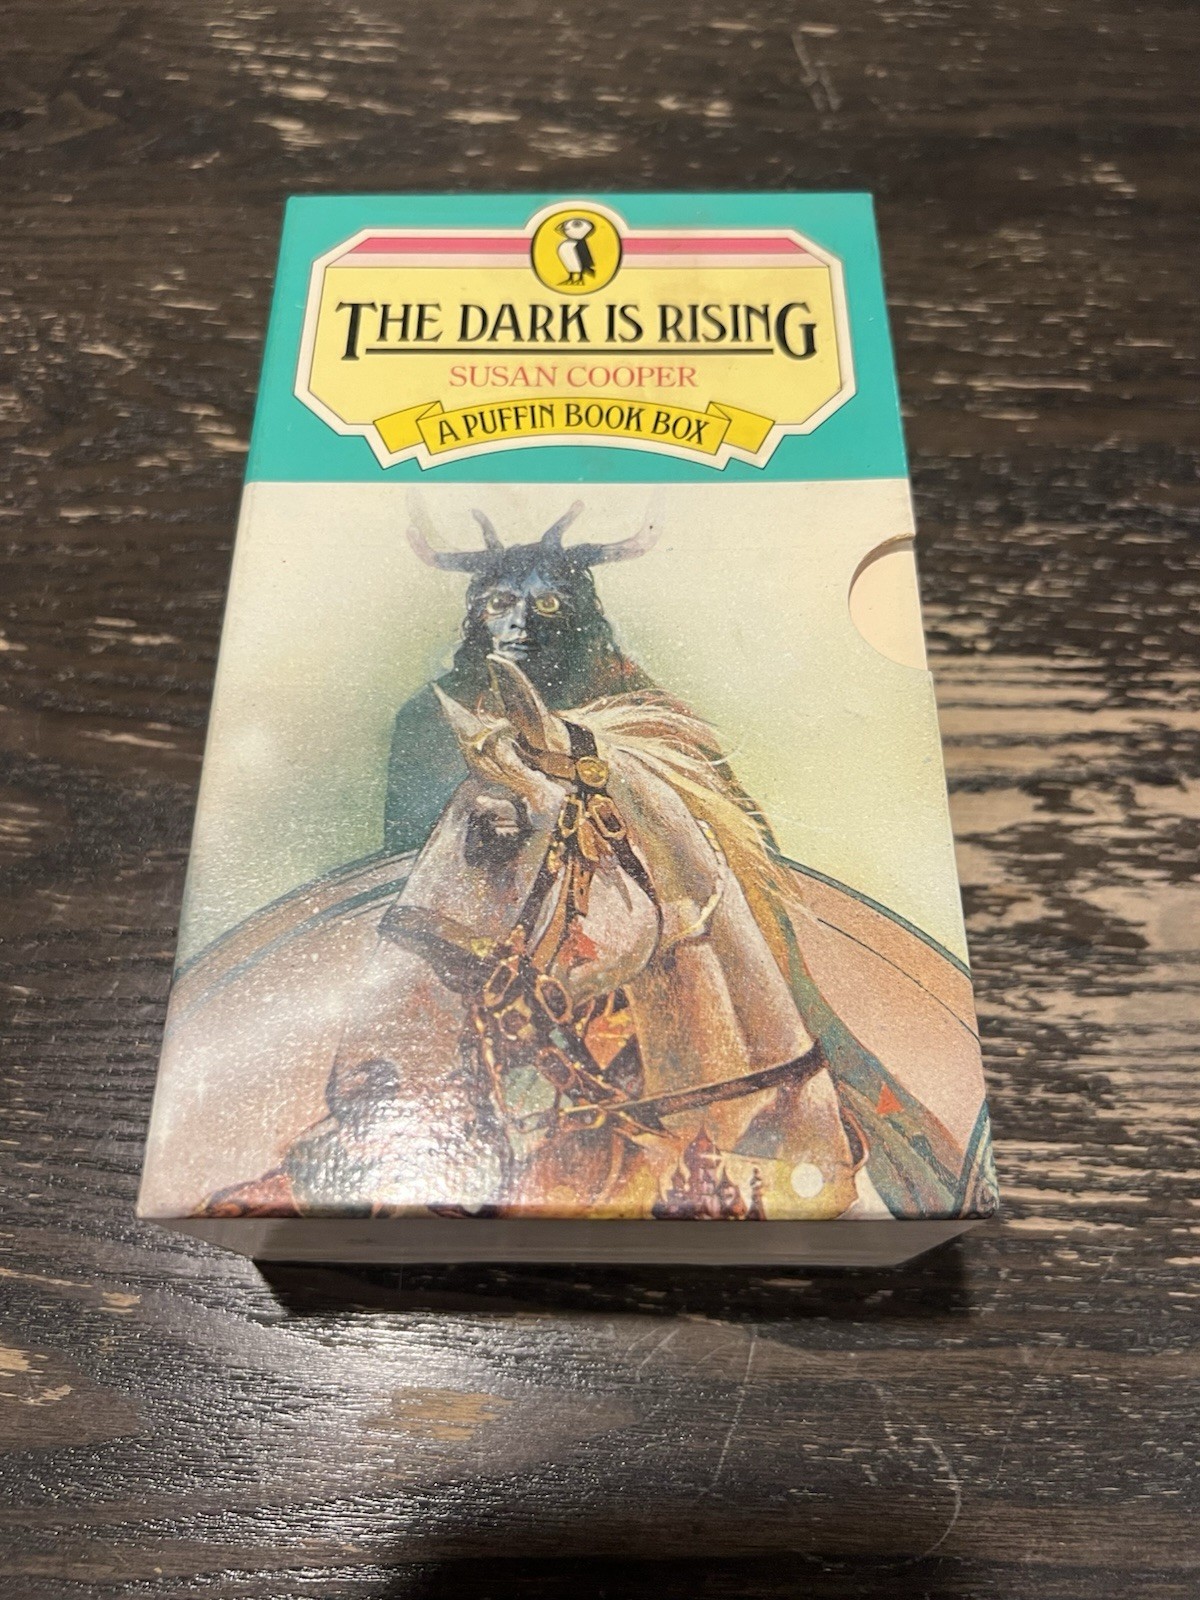 THE DARK IS RISING
SUSAN COOPER
A PUFFIN BOOK BOX